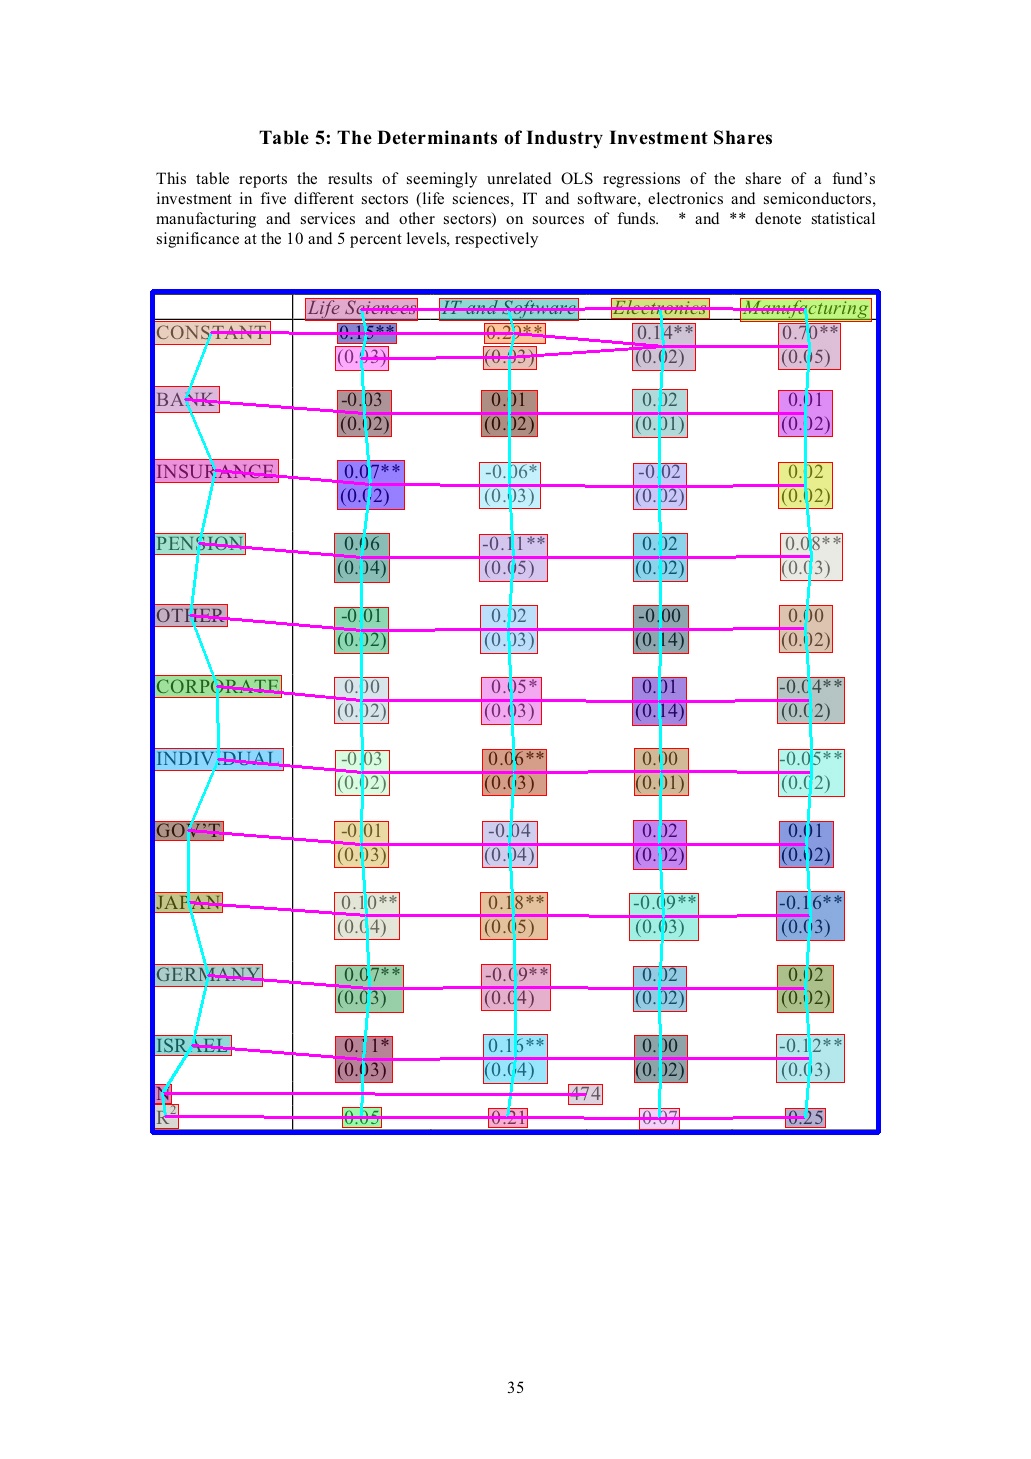 Table 5: The Determinants of Industry Investment Shares
This table reports the results of seemingly unrelated OLS regressions of the share of a fund's
investment in five different sectors (life sciences, IT and software, electronics and semiconductors,
manufacturing and services and other sectors) on sources of funds. * and ** denote statistical
significance at the 10 and 5 percent levels, respectively
Life Sciences IT and Software Electronics Manufacturing
CONSTANT 0.15** 0.29** 0.14** 0.70**
(0.03) (0.03) (0.02) (0.05)
BANK -0.03 0.01 0.02 0.01
(0.02) (0.02) (0.01) (0.02)
INSURANCE 0.07** -0.06* -0.02 0.02
(0.02) (0.03) (0.02) (0.02)
PENSION 0.06 -0.11** 0.02 0.08**
(0.04) (0.05) (0.02) (0.03)
OTHER -0.01 0.02 -0.00 0.00
(0.02) (0.03) (0.14) (0.02)
CORPORATE 0.00 0.05* 0.01 -0.04**
(0.02) (0.03) (0.14) (0.02)
INDIVIDUAL -0.03 0.06** 0.00 -0.05**
(0.02) (0.03) (0.01) (0.02)
GOV'T -0.01 -0.04 0.02 0.01
(0.03) (0.04) (0.02) (0.02)
JAPAN 0.10** 0.18** -0.09** -0.16**
(0.04) (0.05) (0.03) (0.03)
GERMANY 0.07** -0.09** 0.02 0.02
(0.03) (0.04) (0.02) (0.02)
ISRAEL 0.11* 0.00 -0.12**
(0.03) (0.04) (0.02) (0.03)
N 474
R² 0.05 0.21 0.07 0.25
35